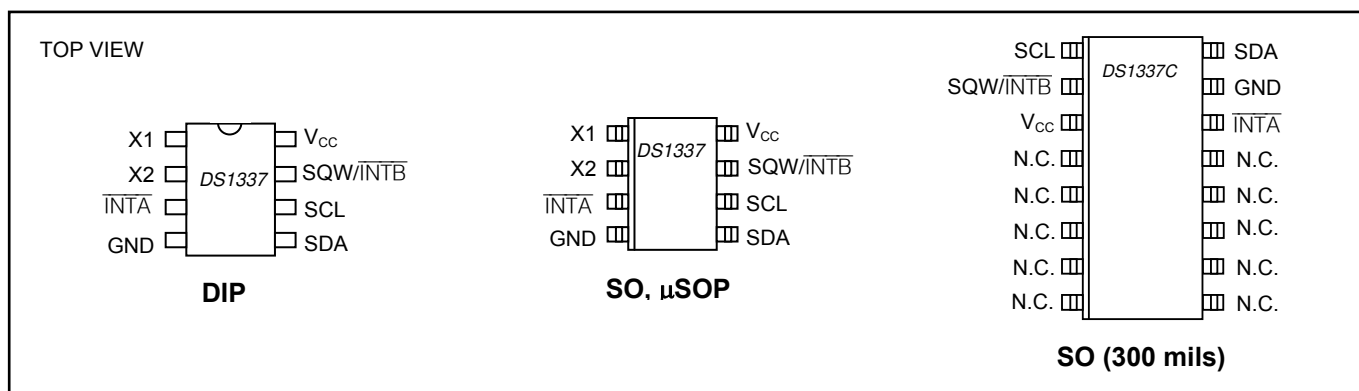 TOP VIEW
X1
X2
INTA
GND
DS1337
VCC
SQW/INTB
SCL
SDA
DIP
X1
X2
INTA
GND
DS1337
VCC
SQW/INTB
SCL
SDA
SO, µSOP
SCL
SQW/INTB
VCC
N.C.
N.C.
N.C.
N.C.
N.C.
DS1337C
SDA
GND
INTA
N.C.
N.C.
N.C.
N.C.
N.C.
SO (300 mils)